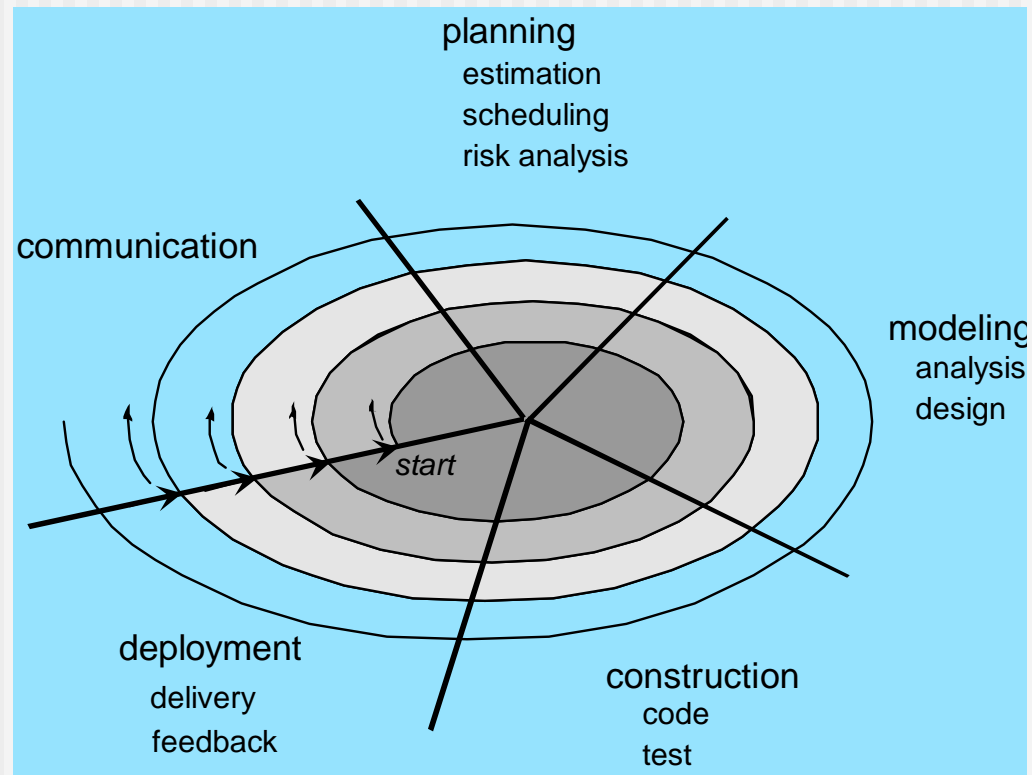 planning
estimation
scheduling
risk analysis
communication
modeling
analysis
design
start
deployment
delivery
feedback
construction
code
test